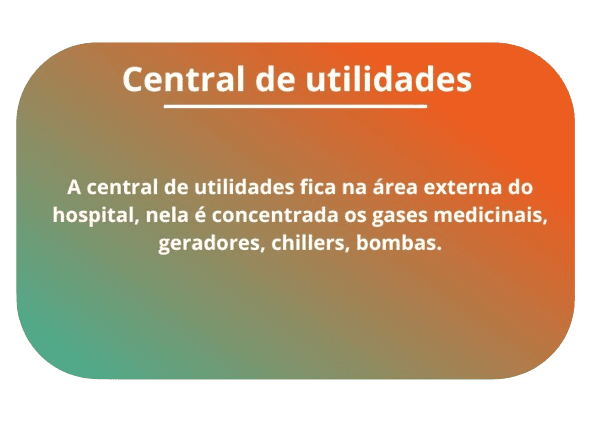 Central de utilidades
A central de utilidades fica na área externa do
hospital, nela é concentrada os gases medicinais,
geradores, chillers, bombas.